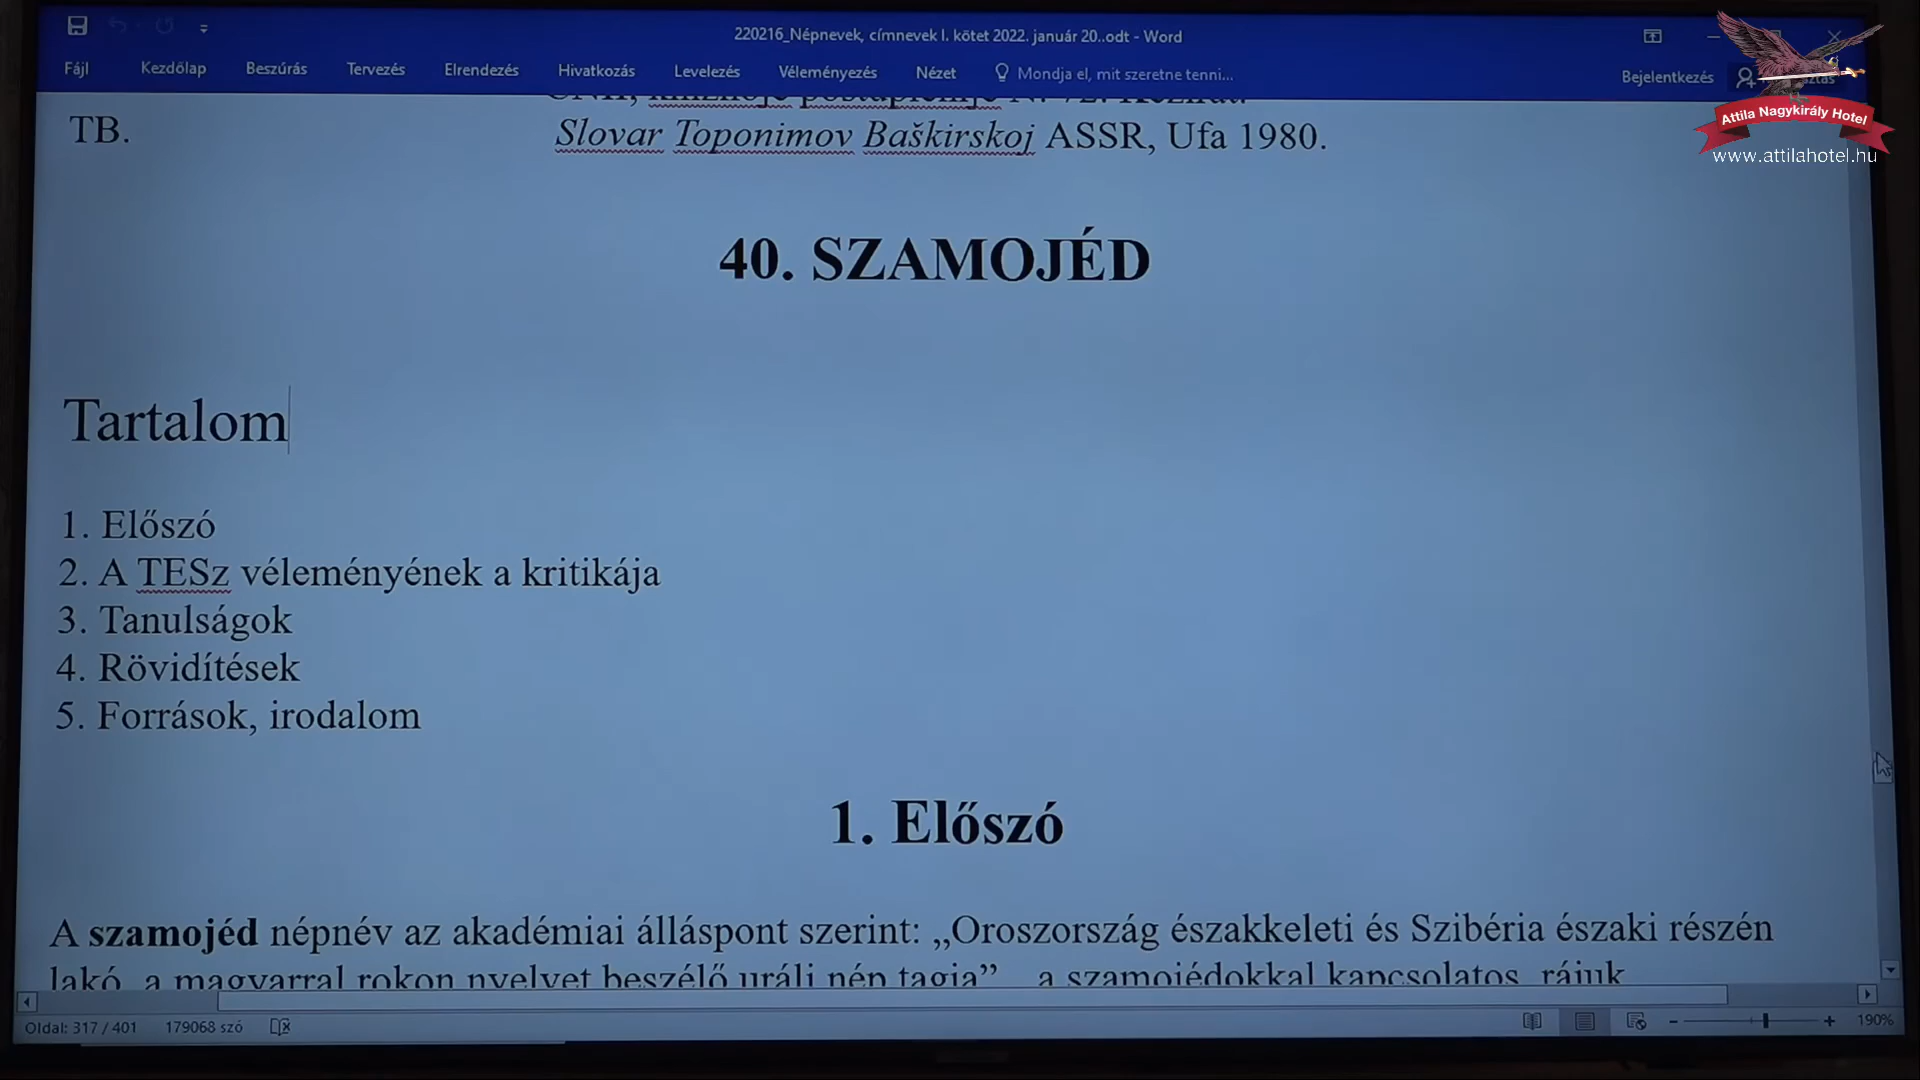 220216_Népnevek, címnevek I. kötet 2022. január 20..odt - Word
Fájl Kezdőlap Beszúrás Tervezés Elrendezés Hivatkozás Levelezés Véleményezés Nézet Mondja el, mit szeretne tenni... Bejelentkezés
Attila Nagykirály Hotel
www.attilahotel.hu
TB. Slovar Toponimov Baškirskoj ASSR, Ufa 1980.
40. SZAMOJÉD
Tartalom
1. Előszó
2. A TESz véleményének a kritikája
3. Tanulságok
4. Rövidítések
5. Források, irodalom
1. Előszó
A szamojéd népnév az akadémiai álláspont szerint: „Oroszország északkeleti és Szibéria északi részén
lakó, a magyarral rokon nyelvet beszélő uráli nép tagja” a szamojédokkal kapcsolatos, rájuk
Oldal: 317 / 401 179068 szó 190%